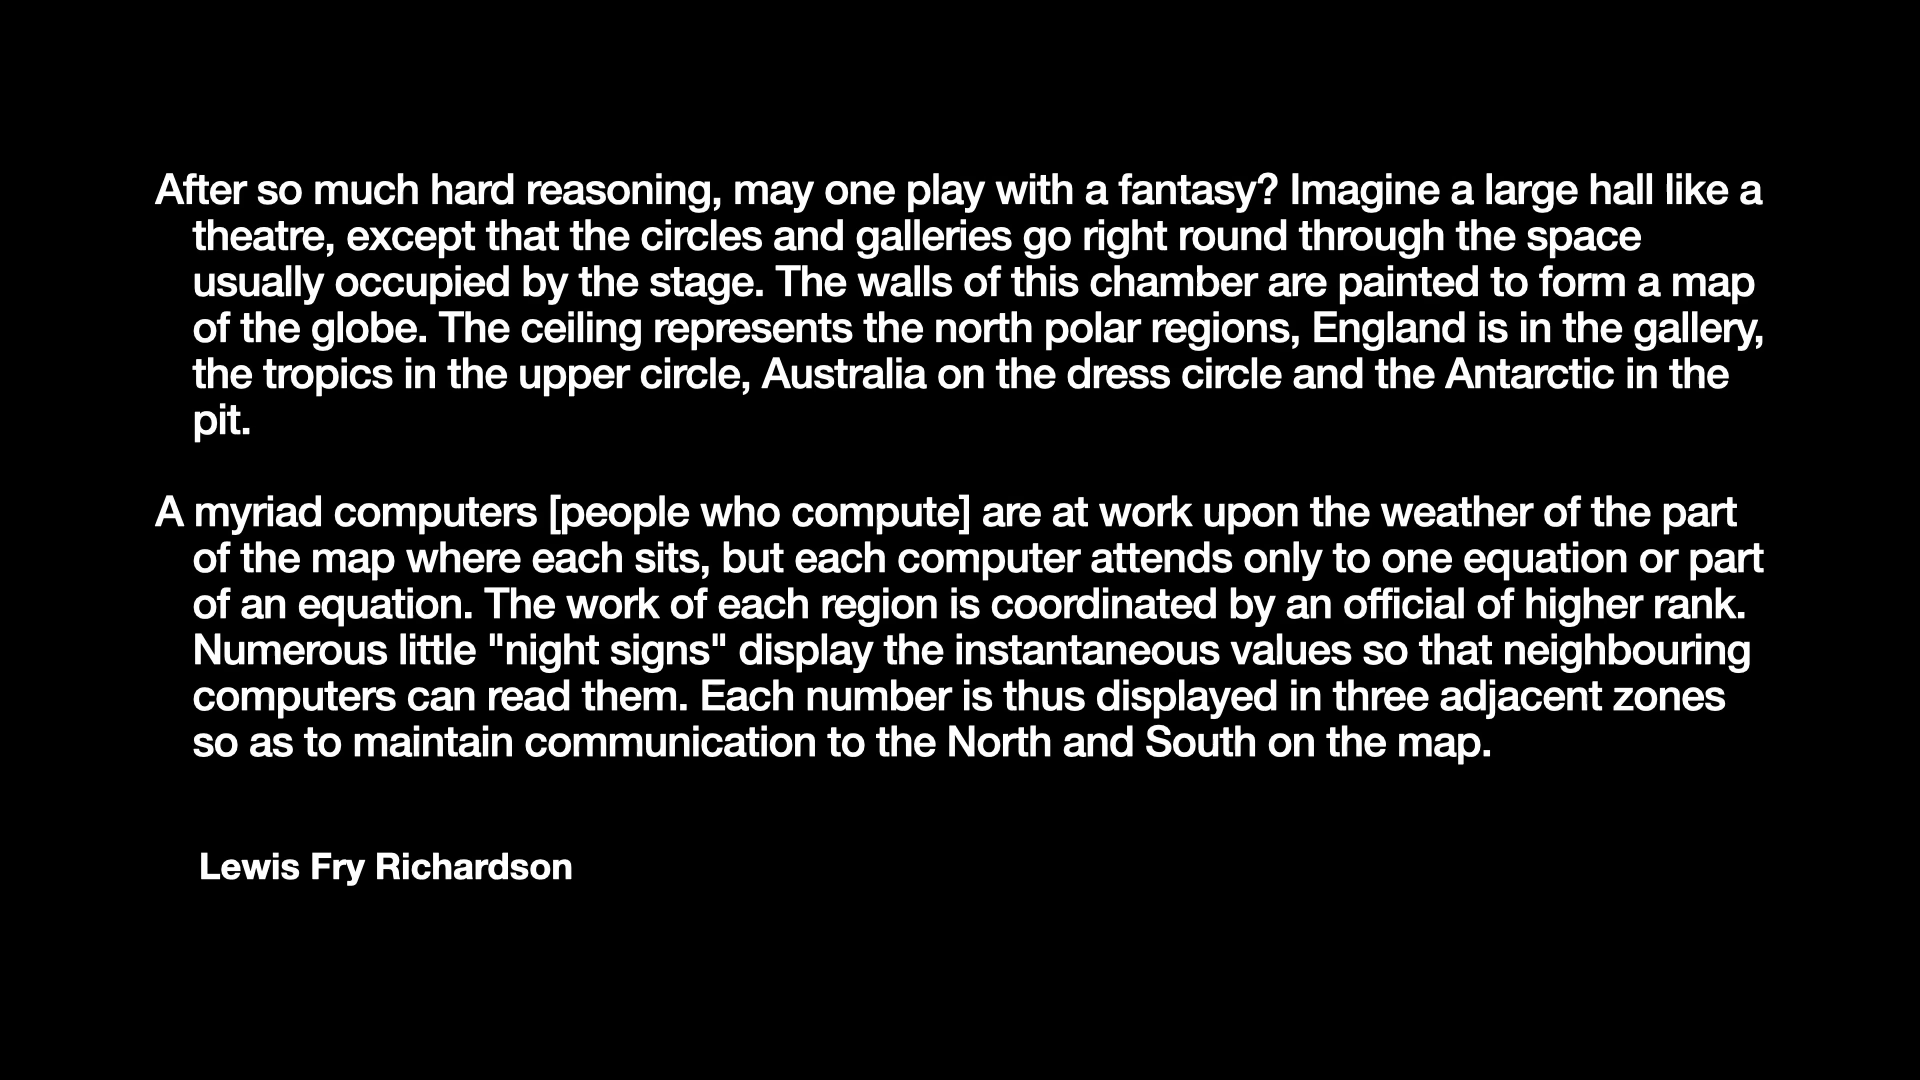 After so much hard reasoning, may one play with a fantasy? Imagine a large hall like a
theatre, except that the circles and galleries go right round through the space
usually occupied by the stage. The walls of this chamber are painted to form a map
of the globe. The ceiling represents the north polar regions, England is in the gallery,
the tropics in the upper circle, Australia on the dress circle and the Antarctic in the
pit.
A myriad computers [people who compute] are at work upon the weather of the part
of the map where each sits, but each computer attends only to one equation or part
of an equation. The work of each region is coordinated by an official of higher rank.
Numerous little "night signs" display the instantaneous values so that neighbouring
computers can read them. Each number is thus displayed in three adjacent zones
so as to maintain communication to the North and South on the map.
Lewis Fry Richardson